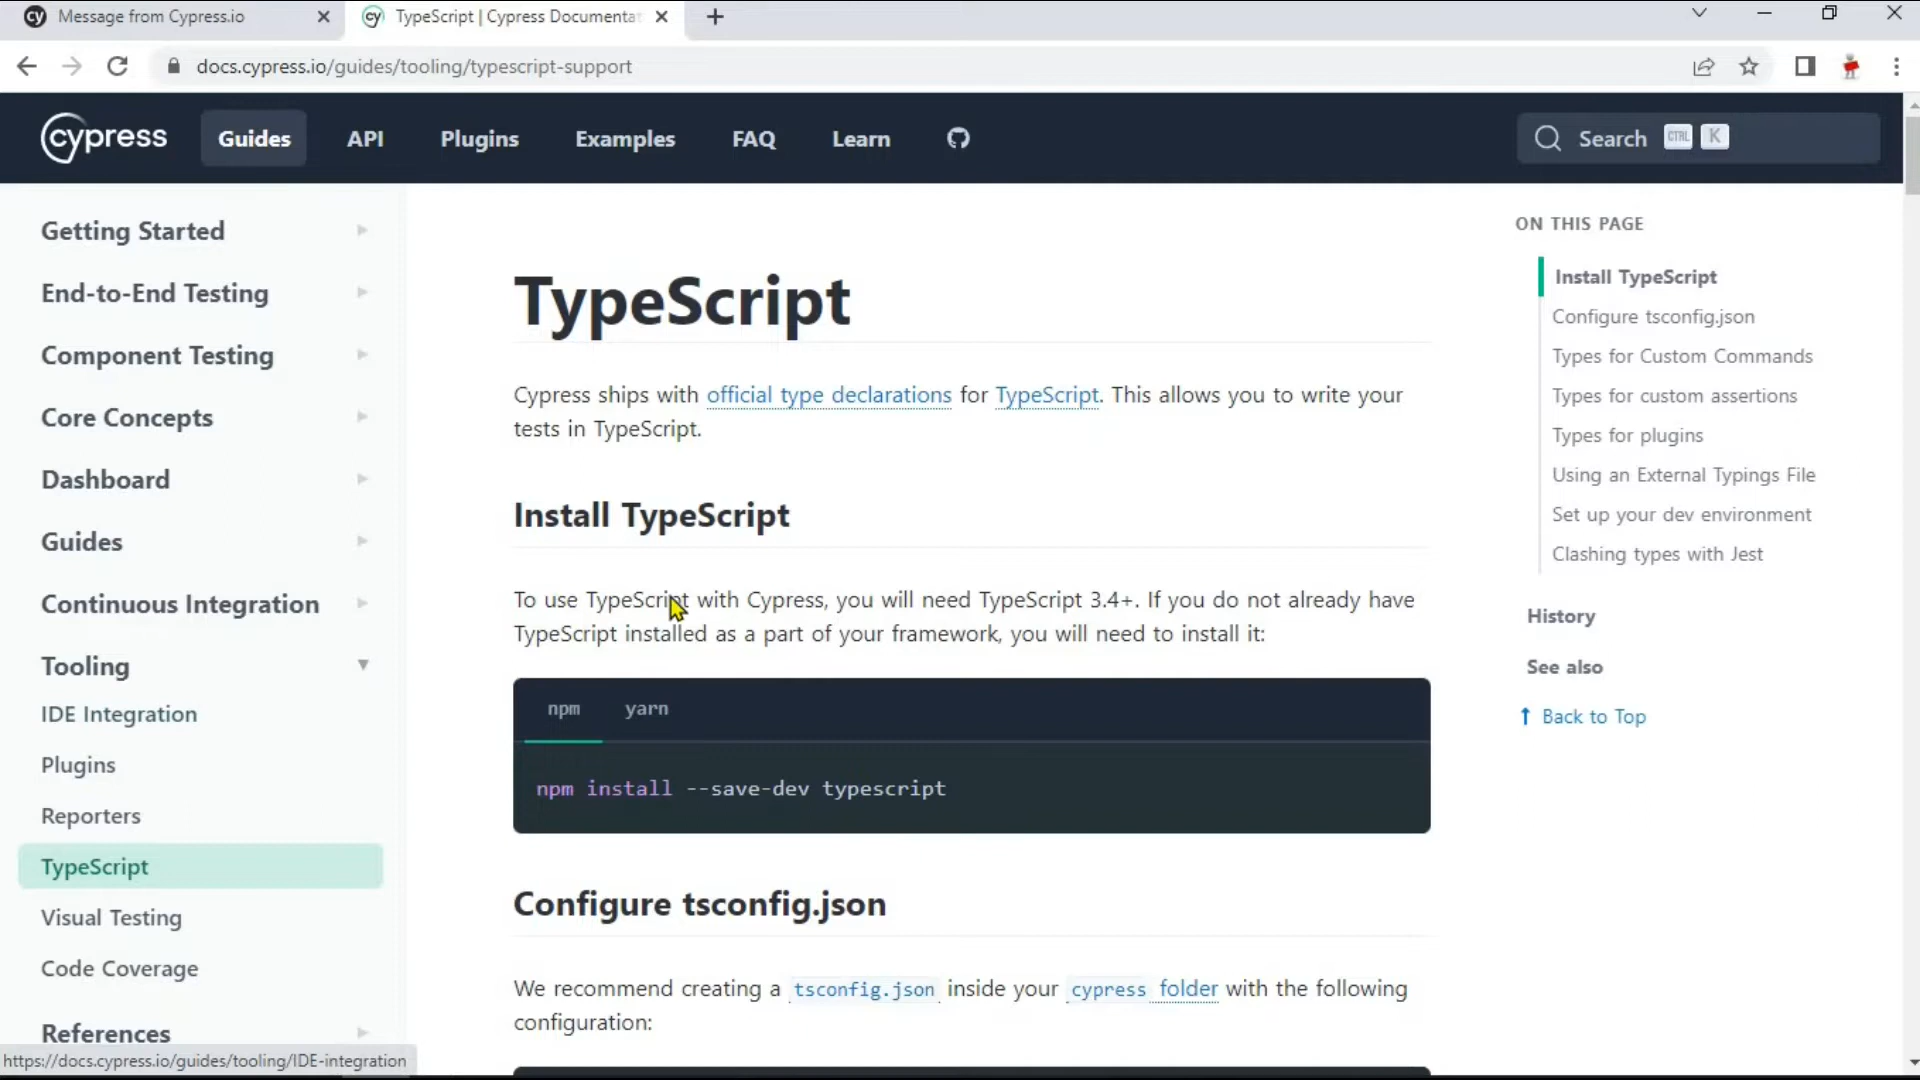 Message from Cypress.io
TypeScript | Cypress Documentat
docs.cypress.io/guides/tooling/typescript-support
cypress
Guides
API
Plugins
Examples
FAQ
Learn
Search
CTRL
K
Getting Started
End-to-End Testing
Component Testing
Core Concepts
Dashboard
Guides
Continuous Integration
Tooling
IDE Integration
Plugins
Reporters
TypeScript
Visual Testing
Code Coverage
References
https://docs.cypress.io/guides/tooling/IDE-integration
TypeScript
Cypress ships with official type declarations for TypeScript. This allows you to write your
tests in TypeScript.
Install TypeScript
To use TypeScript with Cypress, you will need TypeScript 3.4+. If you do not already have
TypeScript installed as a part of your framework, you will need to install it:
npm yarn
npm install --save-dev typescript
Configure tsconfig.json
We recommend creating a tsconfig.json inside your cypress folder with the following
configuration:
ON THIS PAGE
Install TypeScript
Configure tsconfig.json
Types for Custom Commands
Types for custom assertions
Types for plugins
Using an External Typings File
Set up your dev environment
Clashing types with Jest
History
See also
↑ Back to Top